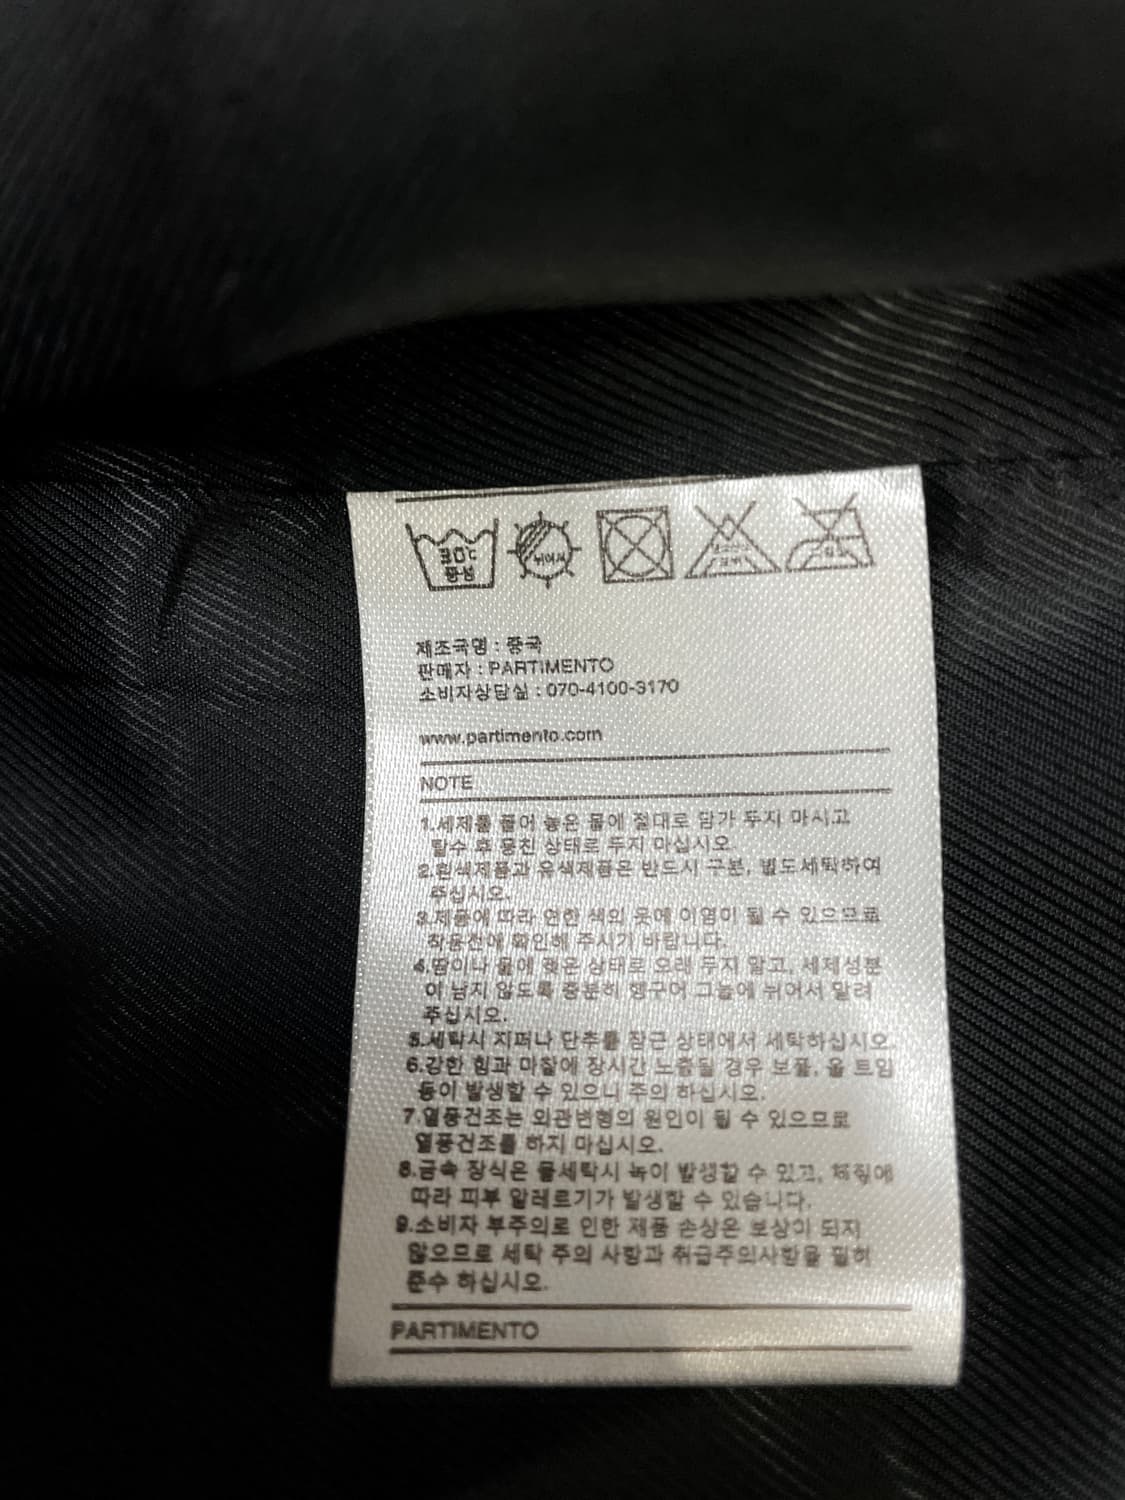 30℃
중성
뉘어서
제조국명 : 중국
판매자 : PARTIMENTO
소비자상담실 : 070-4100-3170
www.partimento.com
NOTE
1.세제를 풀어 놓은 물에 절대로 담가 두지 마시고
탈수 후 뭉친 상태로 두지 마십시오.
2.흰색제품과 유색제품은 반드시 구분, 별도세탁하여
주십시오.
3.제품에 따라 연한 색의 옷에 이염이 될 수 있으므로
착용전에 확인해 주시기 바랍니다.
4.땀이나 물에 젖은 상태로 오래 두지 말고, 세제성분
이 남지 않도록 충분히 헹구어 그늘에 뉘어서 말려
주십시오.
5.세탁시 지퍼나 단추를 잠근 상태에서 세탁하십시오.
6.강한 힘과 마찰에 장시간 노출될 경우 보풀, 올 트임
등이 발생할 수 있으니 주의 하십시오.
7.열풍건조는 외관변형의 원인이 될 수 있으므로
열풍건조를 하지 마십시오.
8.금속 장식은 물세탁시 녹이 발생할 수 있고, 체질에
따라 피부 알레르기가 발생할 수 있습니다.
9.소비자 부주의로 인한 제품 손상은 보상이 되지
않으므로 세탁 주의 사항과 취급주의사항을 필히
준수 하십시오.
PARTIMENTO